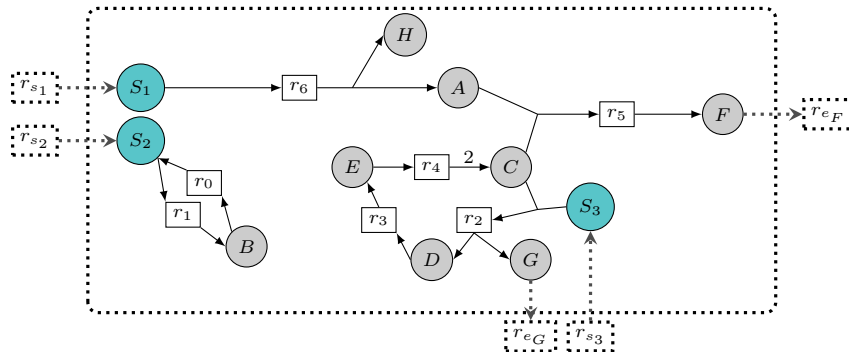 H
r_{s_1}
S_1
r_6
A
r_5
F
r_{e_F}
r_{s_2}
S_2
r_0
r_1
B
E
r_4
2
C
S_3
r_3
r_2
D
G
r_{e_G}
r_{s_3}